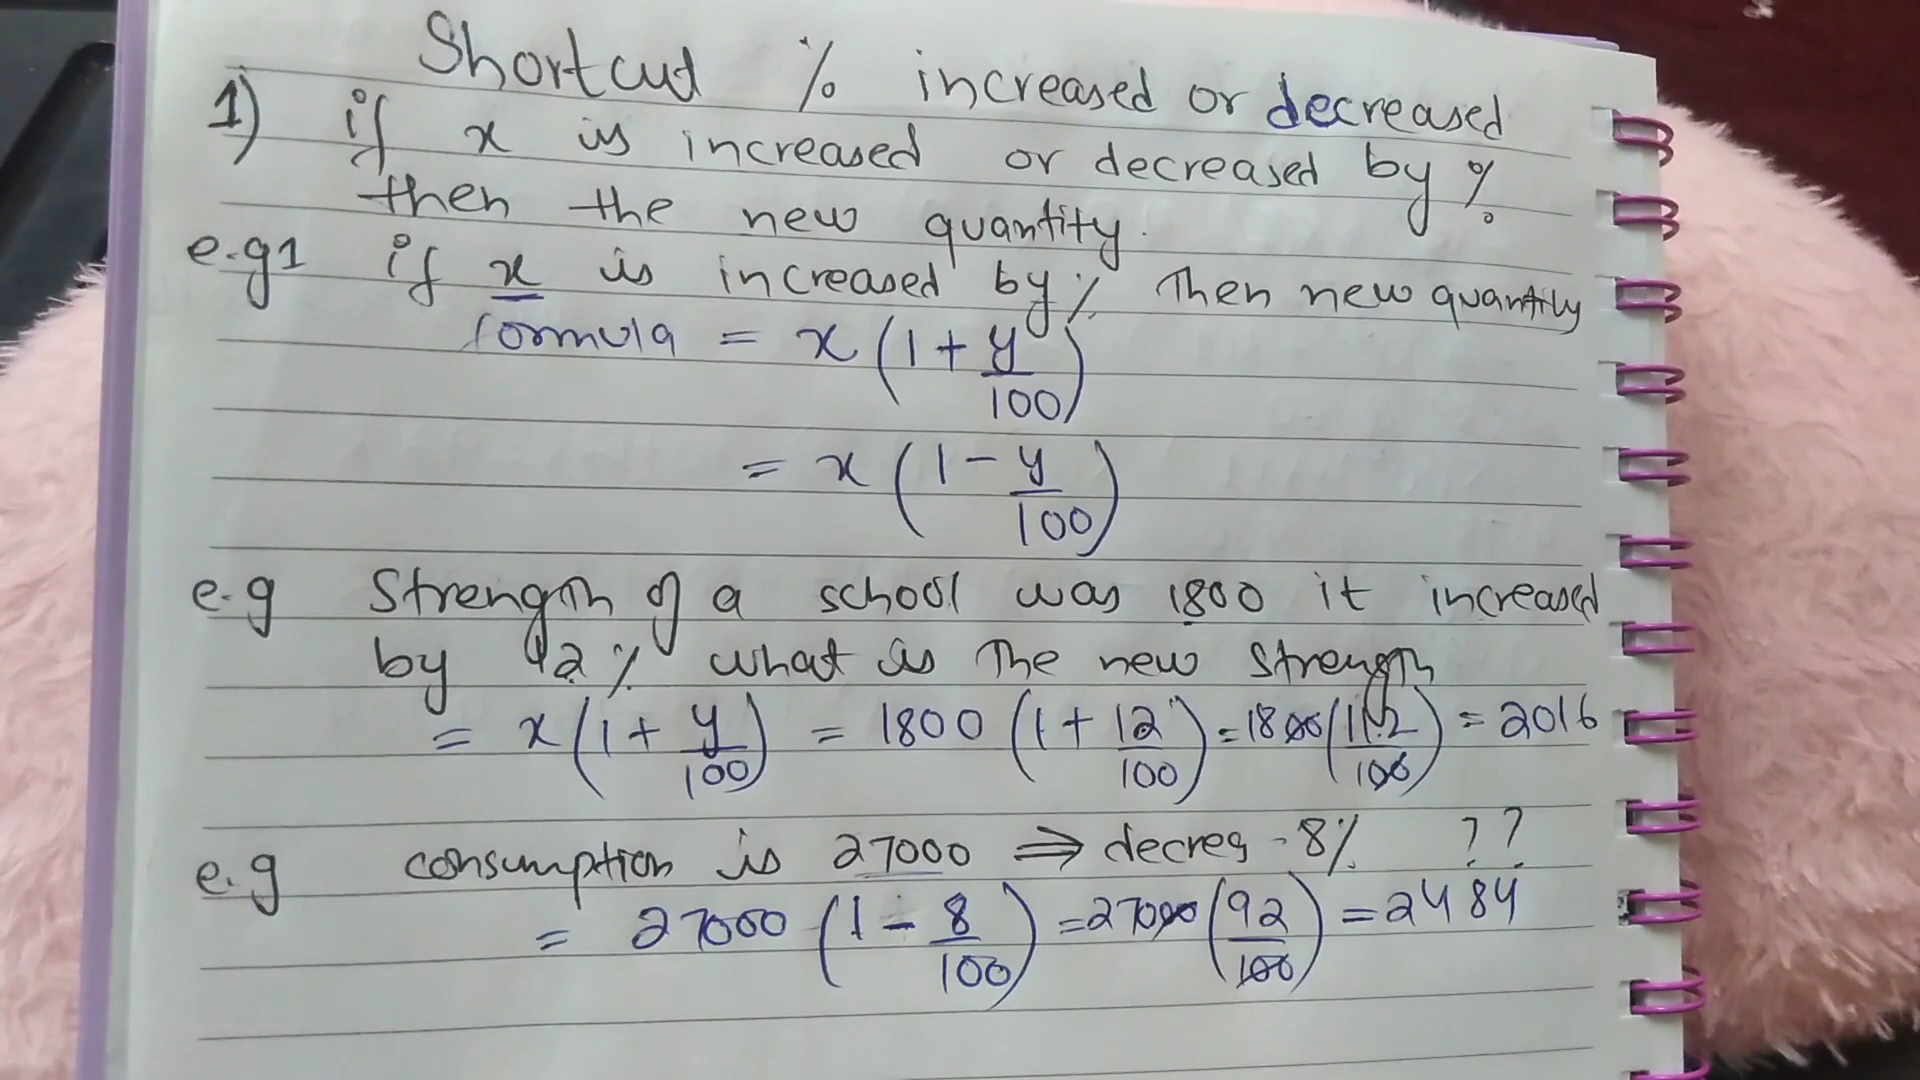 Shortcut % increased or decreased
1) if x is increased or decreased by %
then the new quantity.
e.g1 if x is increased by % Then new quantity
formula = x (1 + y/100)
= x (1 - y/100)
e.g Strength of a school was 1800 it increased
by 12% what is The new strength
= x (1 + y/100) = 1800 (1 + 12/100) = 1800 (112/100) = 2016
e.g consumption is 27000 ⇒ decreas - 8% ??
= 27000 (1 - 8/100) = 27000 (92/100) = 2484